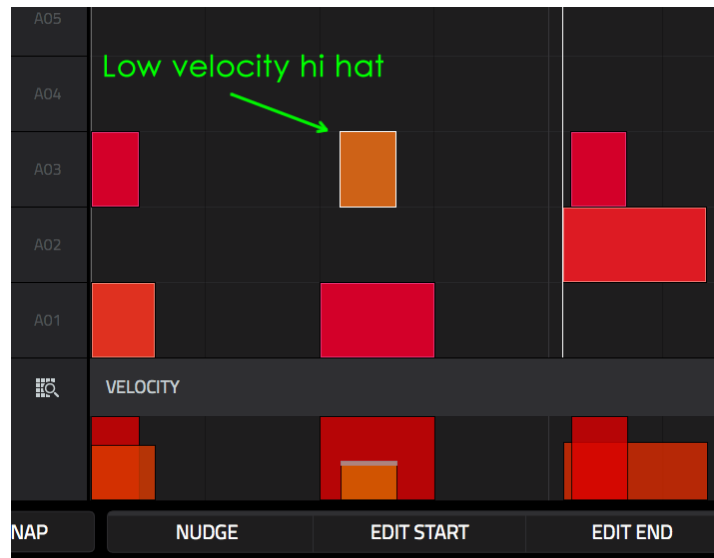 A05
Low velocity hi hat
A04
A03
A02
A01
VELOCITY
NAP
NUDGE
EDIT START
EDIT END